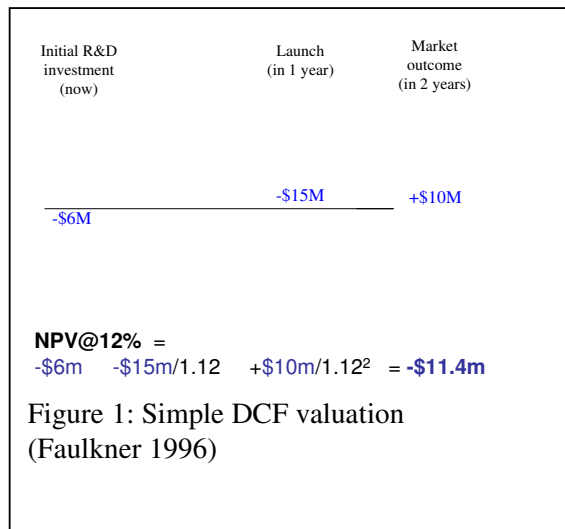 Initial R&D
investment
(now)
Launch
(in 1 year)
Market
outcome
(in 2 years)
-$6M
-$15M
+$10M
NPV@12% =
-$6m -$15m/1.12 +$10m/1.12² = -$11.4m
Figure 1: Simple DCF valuation
(Faulkner 1996)